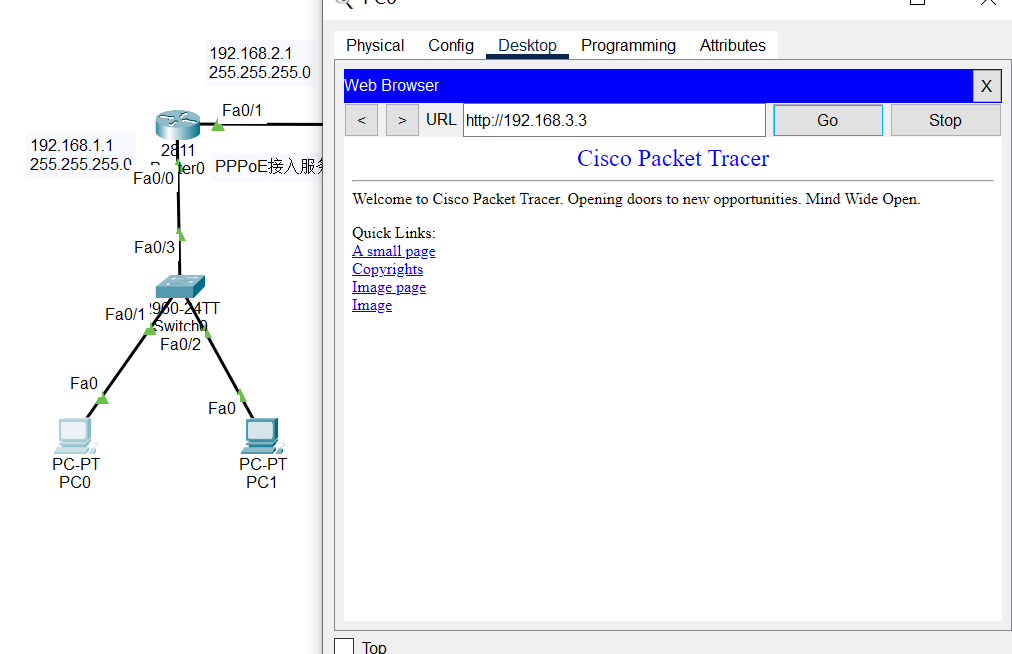 PC0
Physical Config Desktop Programming Attributes
Web Browser X
< > URL http://192.168.3.3 Go Stop
Cisco Packet Tracer
Welcome to Cisco Packet Tracer. Opening doors to new opportunities. Mind Wide Open.
Quick Links:
A small page
Copyrights
Image page
Image
Top
192.168.2.1
255.255.255.0
Fa0/1
192.168.1.1
255.255.255.0
2811
PPPoE接入服务
Fa0/0
Fa0/3
Fa0/1
Switch0
Fa0/2
Fa0
Fa0
PC-PT
PC0
PC-PT
PC1